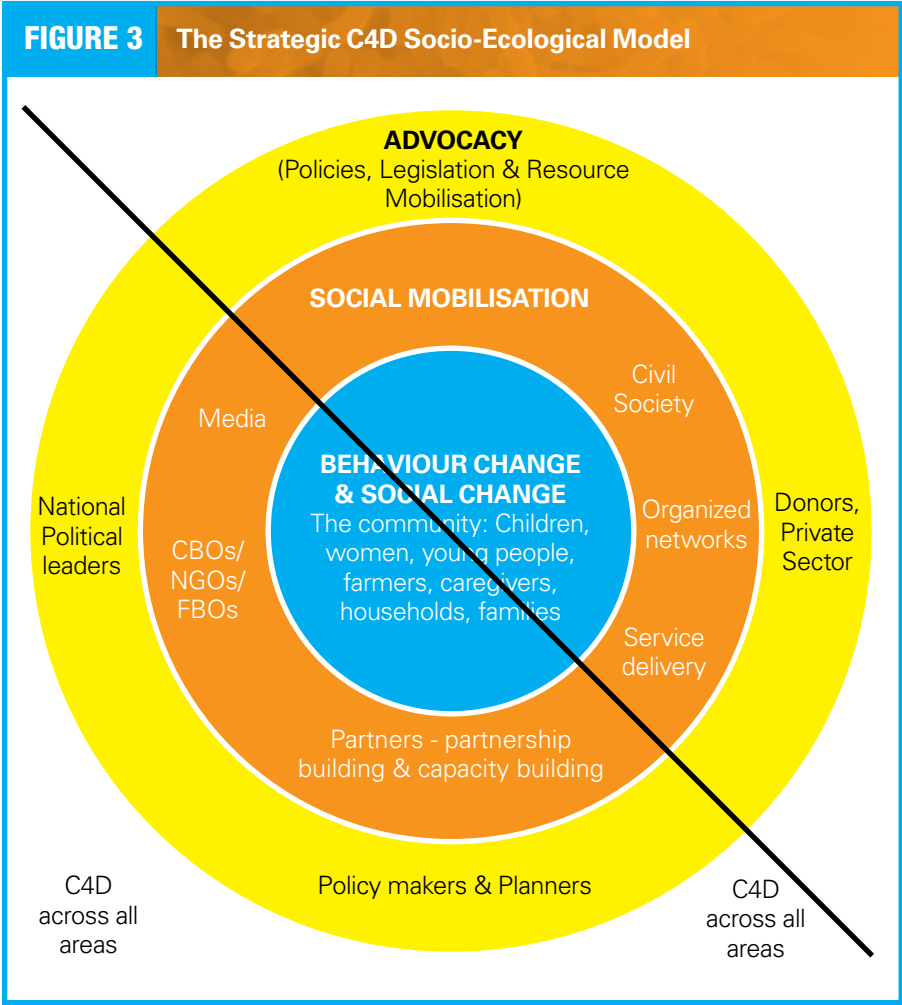 FIGURE 3
The Strategic C4D Socio-Ecological Model
ADVOCACY
(Policies, Legislation & Resource
Mobilisation)
SOCIAL MOBILISATION
Civil
Society
Media
BEHAVIOUR CHANGE
& SOCIAL CHANGE
The community: Children,
women, young people,
farmers, caregivers,
households, families
National
Political
leaders
CBOs/
NGOs/
FBOs
Organized
networks
Donors,
Private
Sector
Service
delivery
Partners - partnership
building & capacity building
Policy makers & Planners
C4D
across all
areas
C4D
across all
areas